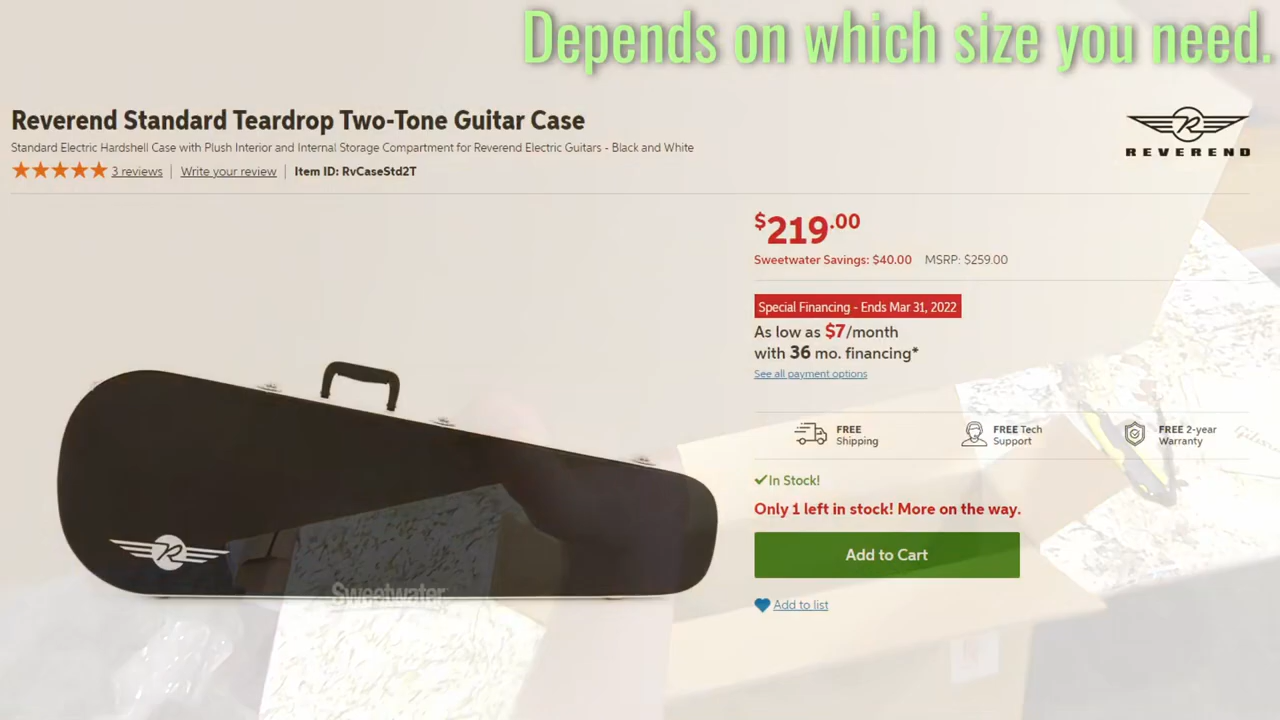 Depends on which size you need.
Reverend Standard Teardrop Two-Tone Guitar Case
Standard Electric Hardshell Case with Plush Interior and Internal Storage Compartment for Reverend Electric Guitars - Black and White
3 reviews | Write your review | Item ID: RvCaseStd2T
R
REVEREND
$219.00
Sweetwater Savings: $40.00 MSRP: $259.00
Special Financing - Ends Mar 31, 2022
As low as $7/month
with 36 mo. financing*
See all payment options
FREE Shipping
FREE Tech Support
FREE 2-year Warranty
In Stock!
Only 1 left in stock! More on the way.
Add to Cart
Add to list
R
Sweetwater